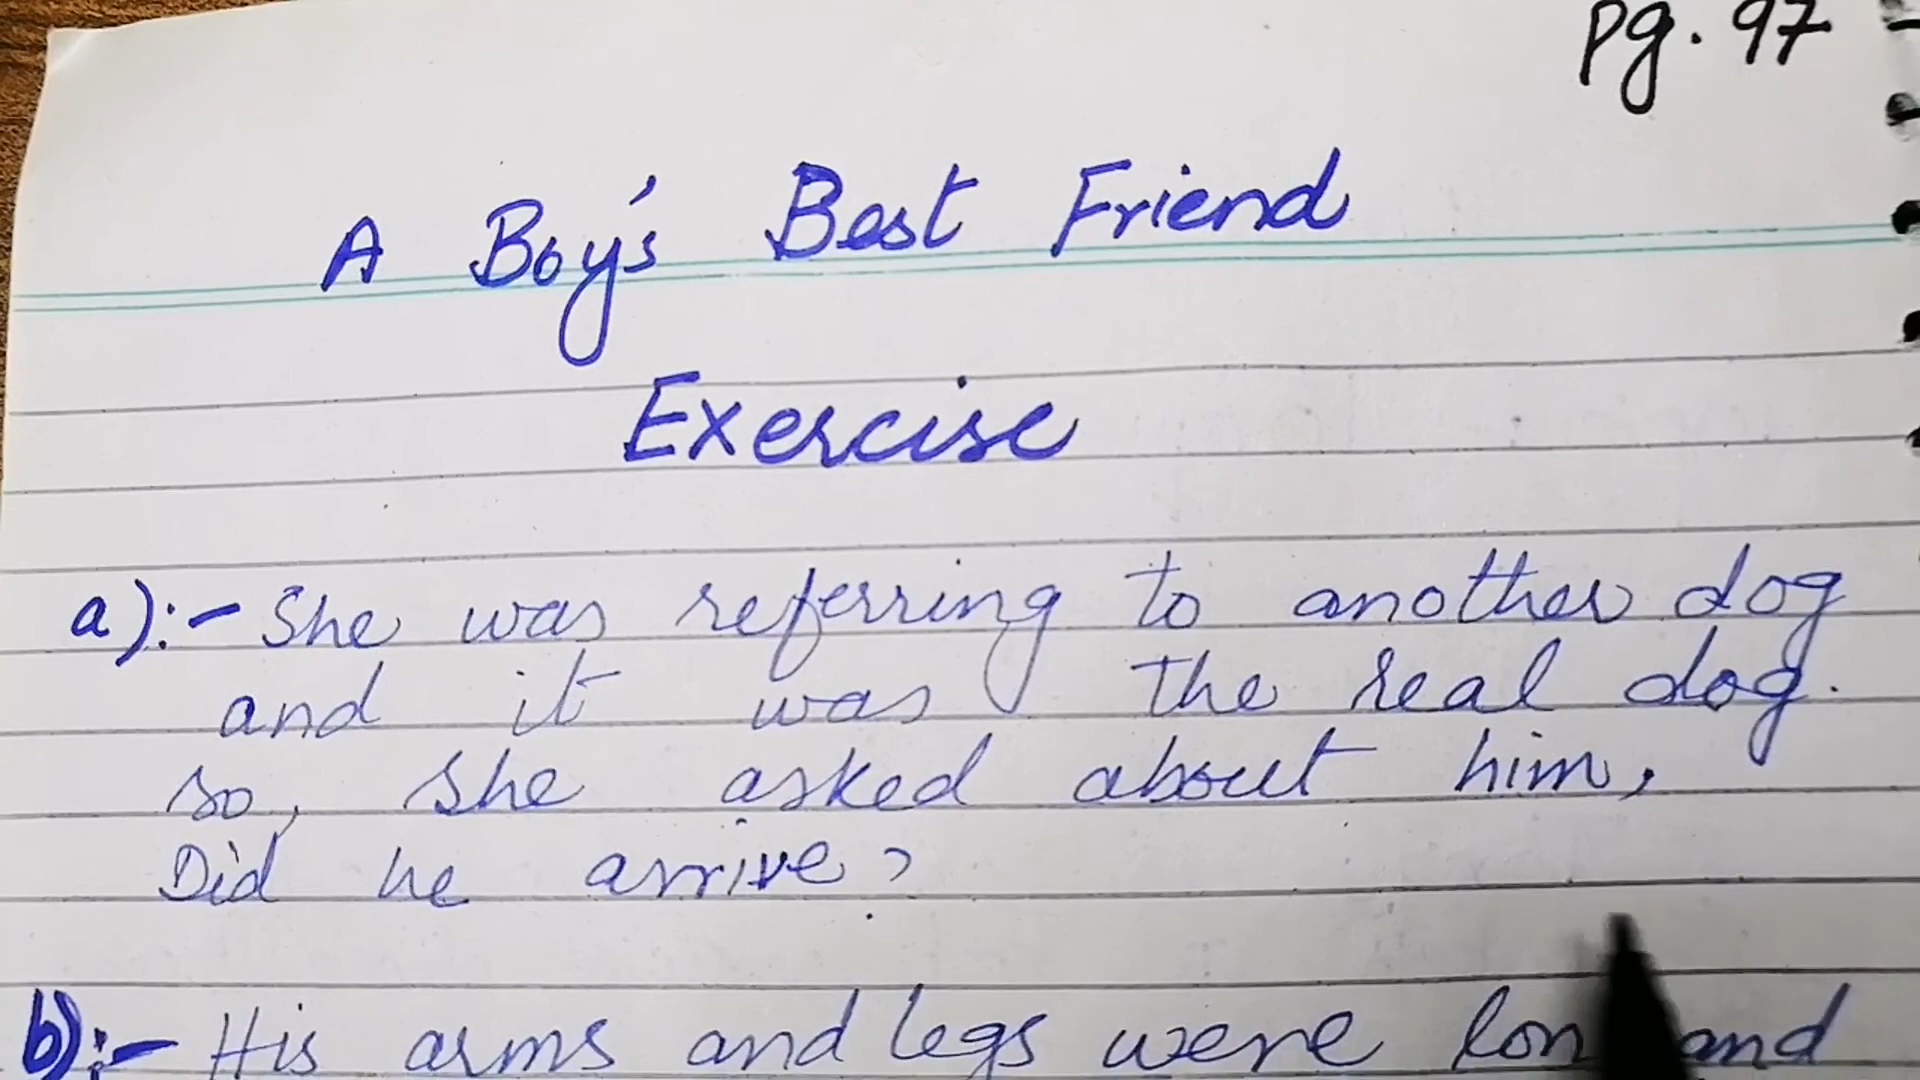 Pg. 97
A Boy's Best Friend
Exercise
a):- She was referring to another dog
and it was the real dog.
so, she asked about him,
Did he arrive?
b):- His arms and legs were and